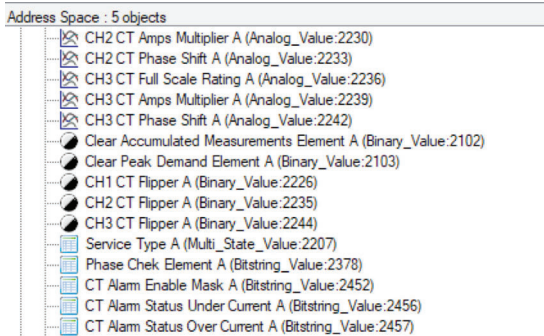 Address Space : 5 objects
CH2 CT Amps Multiplier A (Analog_Value:2230)
CH2 CT Phase Shift A (Analog_Value:2233)
CH3 CT Full Scale Rating A (Analog_Value:2236)
CH3 CT Amps Multiplier A (Analog_Value:2239)
CH3 CT Phase Shift A (Analog_Value:2242)
Clear Accumulated Measurements Element A (Binary_Value:2102)
Clear Peak Demand Element A (Binary_Value:2103)
CH1 CT Flipper A (Binary_Value:2226)
CH2 CT Flipper A (Binary_Value:2235)
CH3 CT Flipper A (Binary_Value:2244)
Service Type A (Multi_State_Value:2207)
Phase Chek Element A (Bitstring_Value:2378)
CT Alarm Enable Mask A (Bitstring_Value:2452)
CT Alarm Status Under Current A (Bitstring_Value:2456)
CT Alarm Status Over Current A (Bitstring_Value:2457)